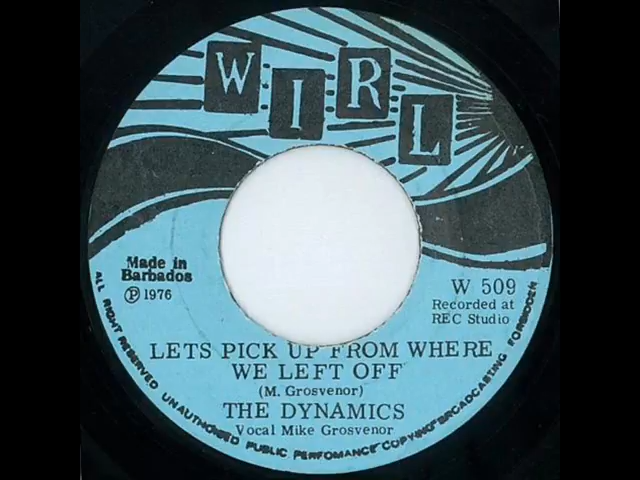 WIRL
Made in
Barbados
Ⓟ 1976
W 509
Recorded at
REC Studio
LETS PICK UP FROM WHERE
WE LEFT OFF
(M. Grosvenor)
THE DYNAMICS
Vocal Mike Grosvenor
ALL RIGHT RESERVED UNAUTHORISED PUBLIC PERFOMANCE COPYING BROADCASTING FORBIDDEN